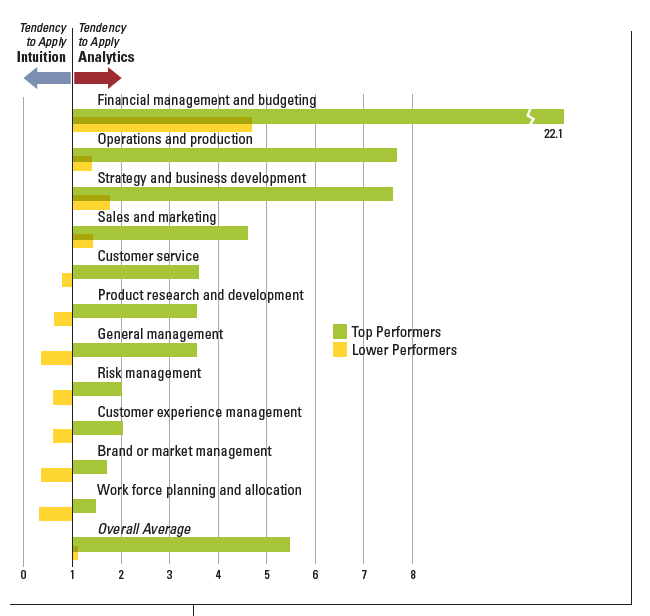 Tendency
to Apply
Intuition
Tendency
to Apply
Analytics
Financial management and budgeting
22.1
Operations and production
Strategy and business development
Sales and marketing
Customer service
Product research and development
General management
Top Performers
Lower Performers
Risk management
Customer experience management
Brand or market management
Work force planning and allocation
Overall Average
0 1 2 3 4 5 6 7 8